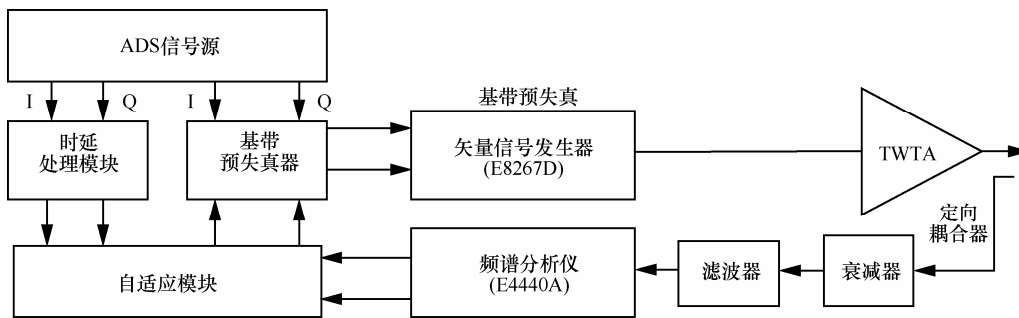 ADS信号源
I
Q
I
Q
时延
处理模块
基带
预失真器
基带预失真
矢量信号发生器
(E8267D)
TWTA
定向
耦合器
自适应模块
频谱分析仪
(E4440A)
滤波器
衰减器